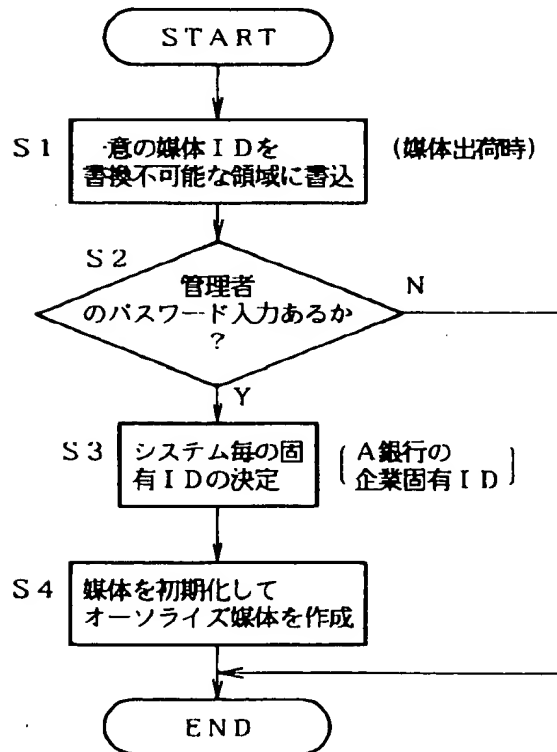 START
S1
一意の媒体IDを
書換不可能な領域に書込
(媒体出荷時)
S2
管理者
のパスワード入力あるか
?
N
Y
S3
システム毎の固
有IDの決定
(A銀行の
企業固有ID)
S4
媒体を初期化して
オーソライズ媒体を作成
END